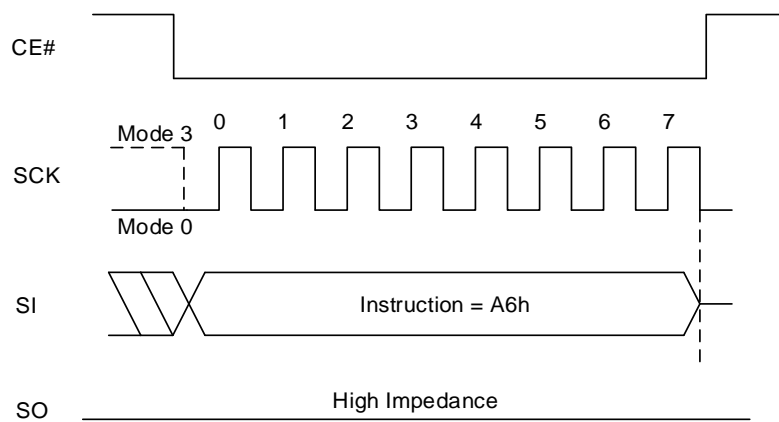 CE#
Mode 3
0 1 2 3 4 5 6 7
SCK
Mode 0
SI
Instruction = A6h
SO
High Impedance